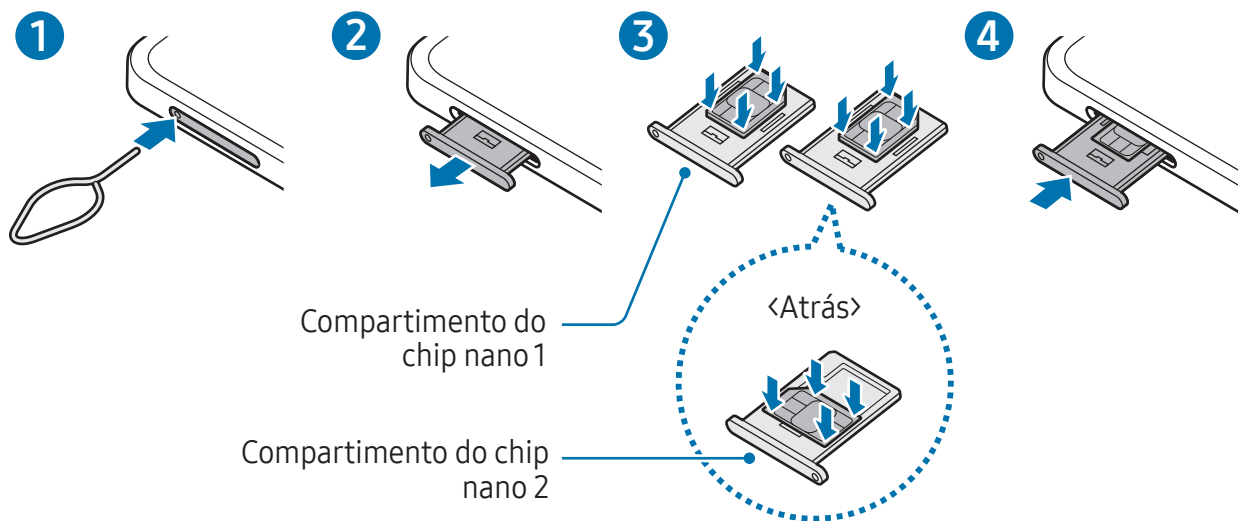 1
2
3
4
Compartimento do
chip nano 1
<Atrás>
Compartimento do chip
nano 2